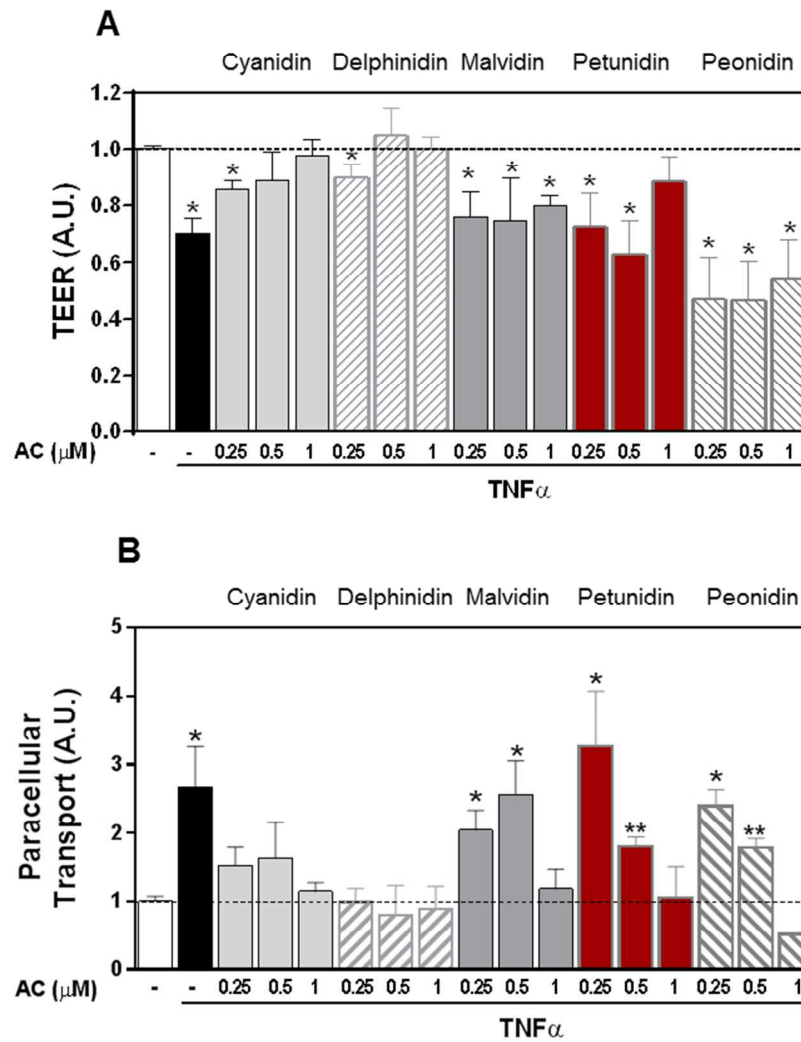 A
Cyanidin Delphinidin Malvidin Petunidin Peonidin
1.2
1.0
0.8
0.6
0.4
0.2
0.0
TEER (A.U.)
* * * * * * * * * * * *
AC (μM) - - 0.25 0.5 1 0.25 0.5 1 0.25 0.5 1 0.25 0.5 1 0.25 0.5 1
TNFα
B
Cyanidin Delphinidin Malvidin Petunidin Peonidin
5
4
3
2
1
0
Paracellular
Transport (A.U.)
* * * * ** * **
AC (μM) - - 0.25 0.5 1 0.25 0.5 1 0.25 0.5 1 0.25 0.5 1 0.25 0.5 1
TNFα